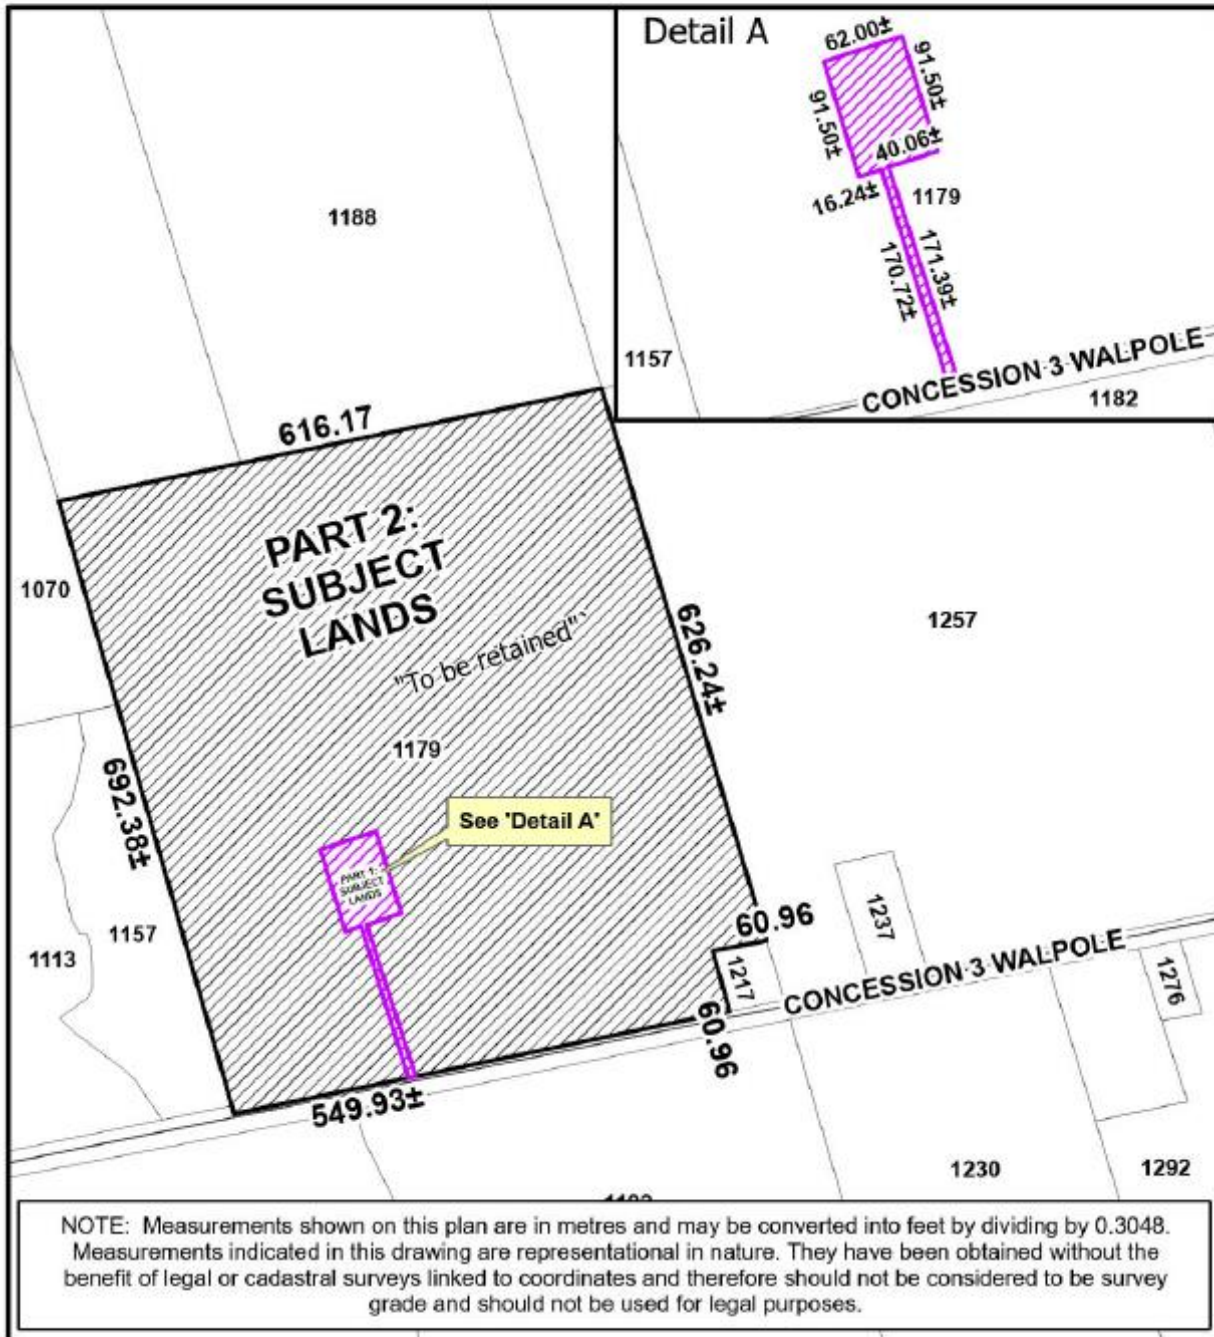 Detail A
62.00±
91.50±
91.50±
40.06±
16.24±
1179
170.72±
171.39±
1157
CONCESSION 3 WALPOLE
1182
1188
616.17
PART 2:
SUBJECT
LANDS
"To be retained"
1070
1257
626.24±
1179
692.38±
See 'Detail A'
PART 1:
SUBJECT
LANDS
1157
1113
60.96
1237
1217
CONCESSION 3 WALPOLE
1276
60.96
549.93±
1230
1292
NOTE: Measurements shown on this plan are in metres and may be converted into feet by dividing by 0.3048.
Measurements indicated in this drawing are representational in nature. They have been obtained without the
benefit of legal or cadastral surveys linked to coordinates and therefore should not be considered to be survey
grade and should not be used for legal purposes.